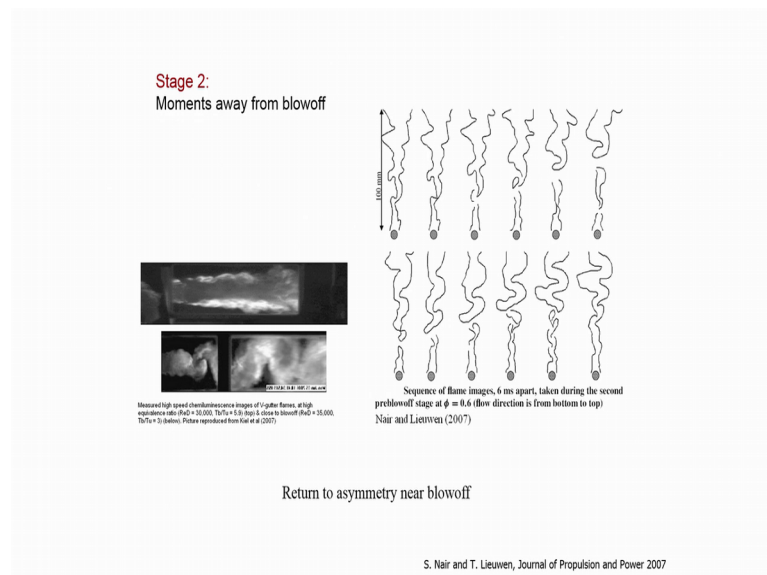 Stage 2:
Moments away from blowoff
100 mm
Measured high speed chemiluminescence images of V-gutter flames, at high
equivalence ratio (ReD = 30,000, Tb/Tu = 5.9) (top) & close to blowoff (ReD = 35,000,
Tb/Tu = 3) (below). Picture reproduced from Kiel et al (2007)
Sequence of flame images, 6 ms apart, taken during the second
preblowoff stage at ϕ = 0.6 (flow direction is from bottom to top)
Nair and Lieuwen (2007)
Return to asymmetry near blowoff
S. Nair and T. Lieuwen, Journal of Propulsion and Power 2007